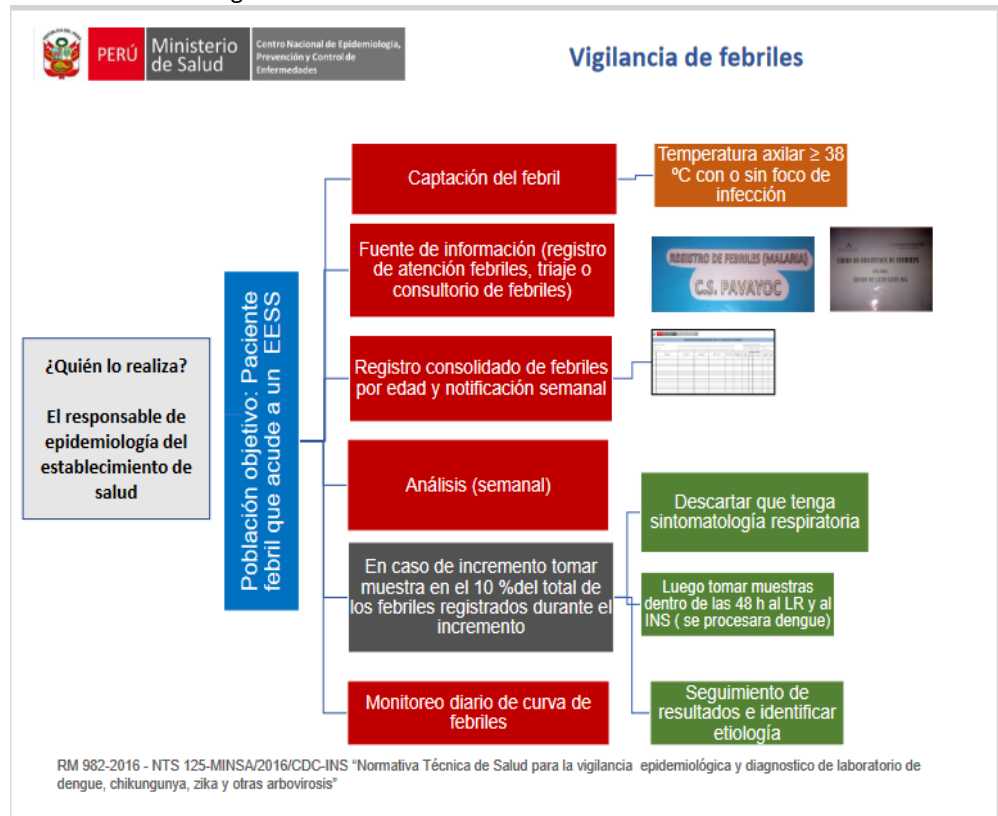 PERÚ
Ministerio
de Salud
Centro Nacional de Epidemiología,
Prevención y Control de
Enfermedades
Vigilancia de febriles
Captación del febril
Temperatura axilar ≥ 38
ºC con o sin foco de
infección
Fuente de información (registro
de atención febriles, triaje o
consultorio de febriles)
REGISTRO DE FEBRILES (MALARIA)
C.S. PAVAYOC
LIBRO DE REGISTROS DE FEBRILES
¿Quién lo realiza?
El responsable de
epidemiología del
establecimiento de
salud
Población objetivo: Paciente
febril que acude a un EESS
Registro consolidado de febriles
por edad y notificación semanal
Análisis (semanal)
En caso de incremento tomar
muestra en el 10 %del total de
los febriles registrados durante el
incremento
Descartar que tenga
sintomatología respiratoria
Luego tomar muestras
dentro de las 48 h al LR y al
INS ( se procesara dengue)
Seguimiento de
resultados e identificar
etiología
Monitoreo diario de curva de
febriles
RM 982-2016 - NTS 125-MINSA/2016/CDC-INS “Normativa Técnica de Salud para la vigilancia epidemiológica y diagnostico de laboratorio de
dengue, chikungunya, zika y otras arbovirosis”